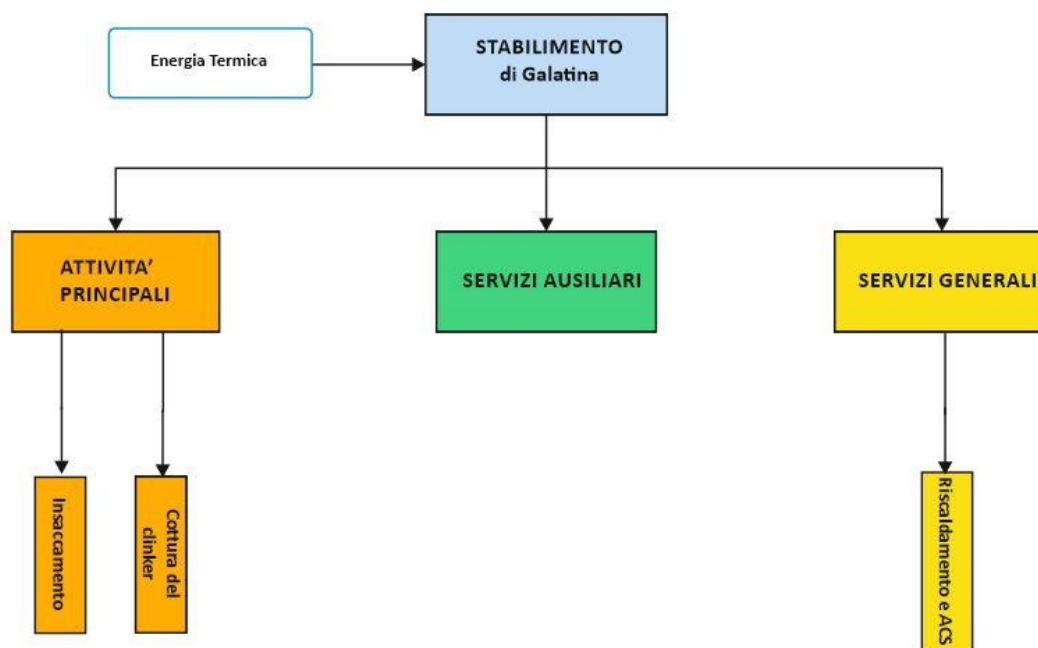 Energia Termica
STABILIMENTO
di Galatina
ATTIVITA’
PRINCIPALI
SERVIZI AUSILIARI
SERVIZI GENERALI
Insaccamento
Cottura del
clinker
Riscaldamento e ACS